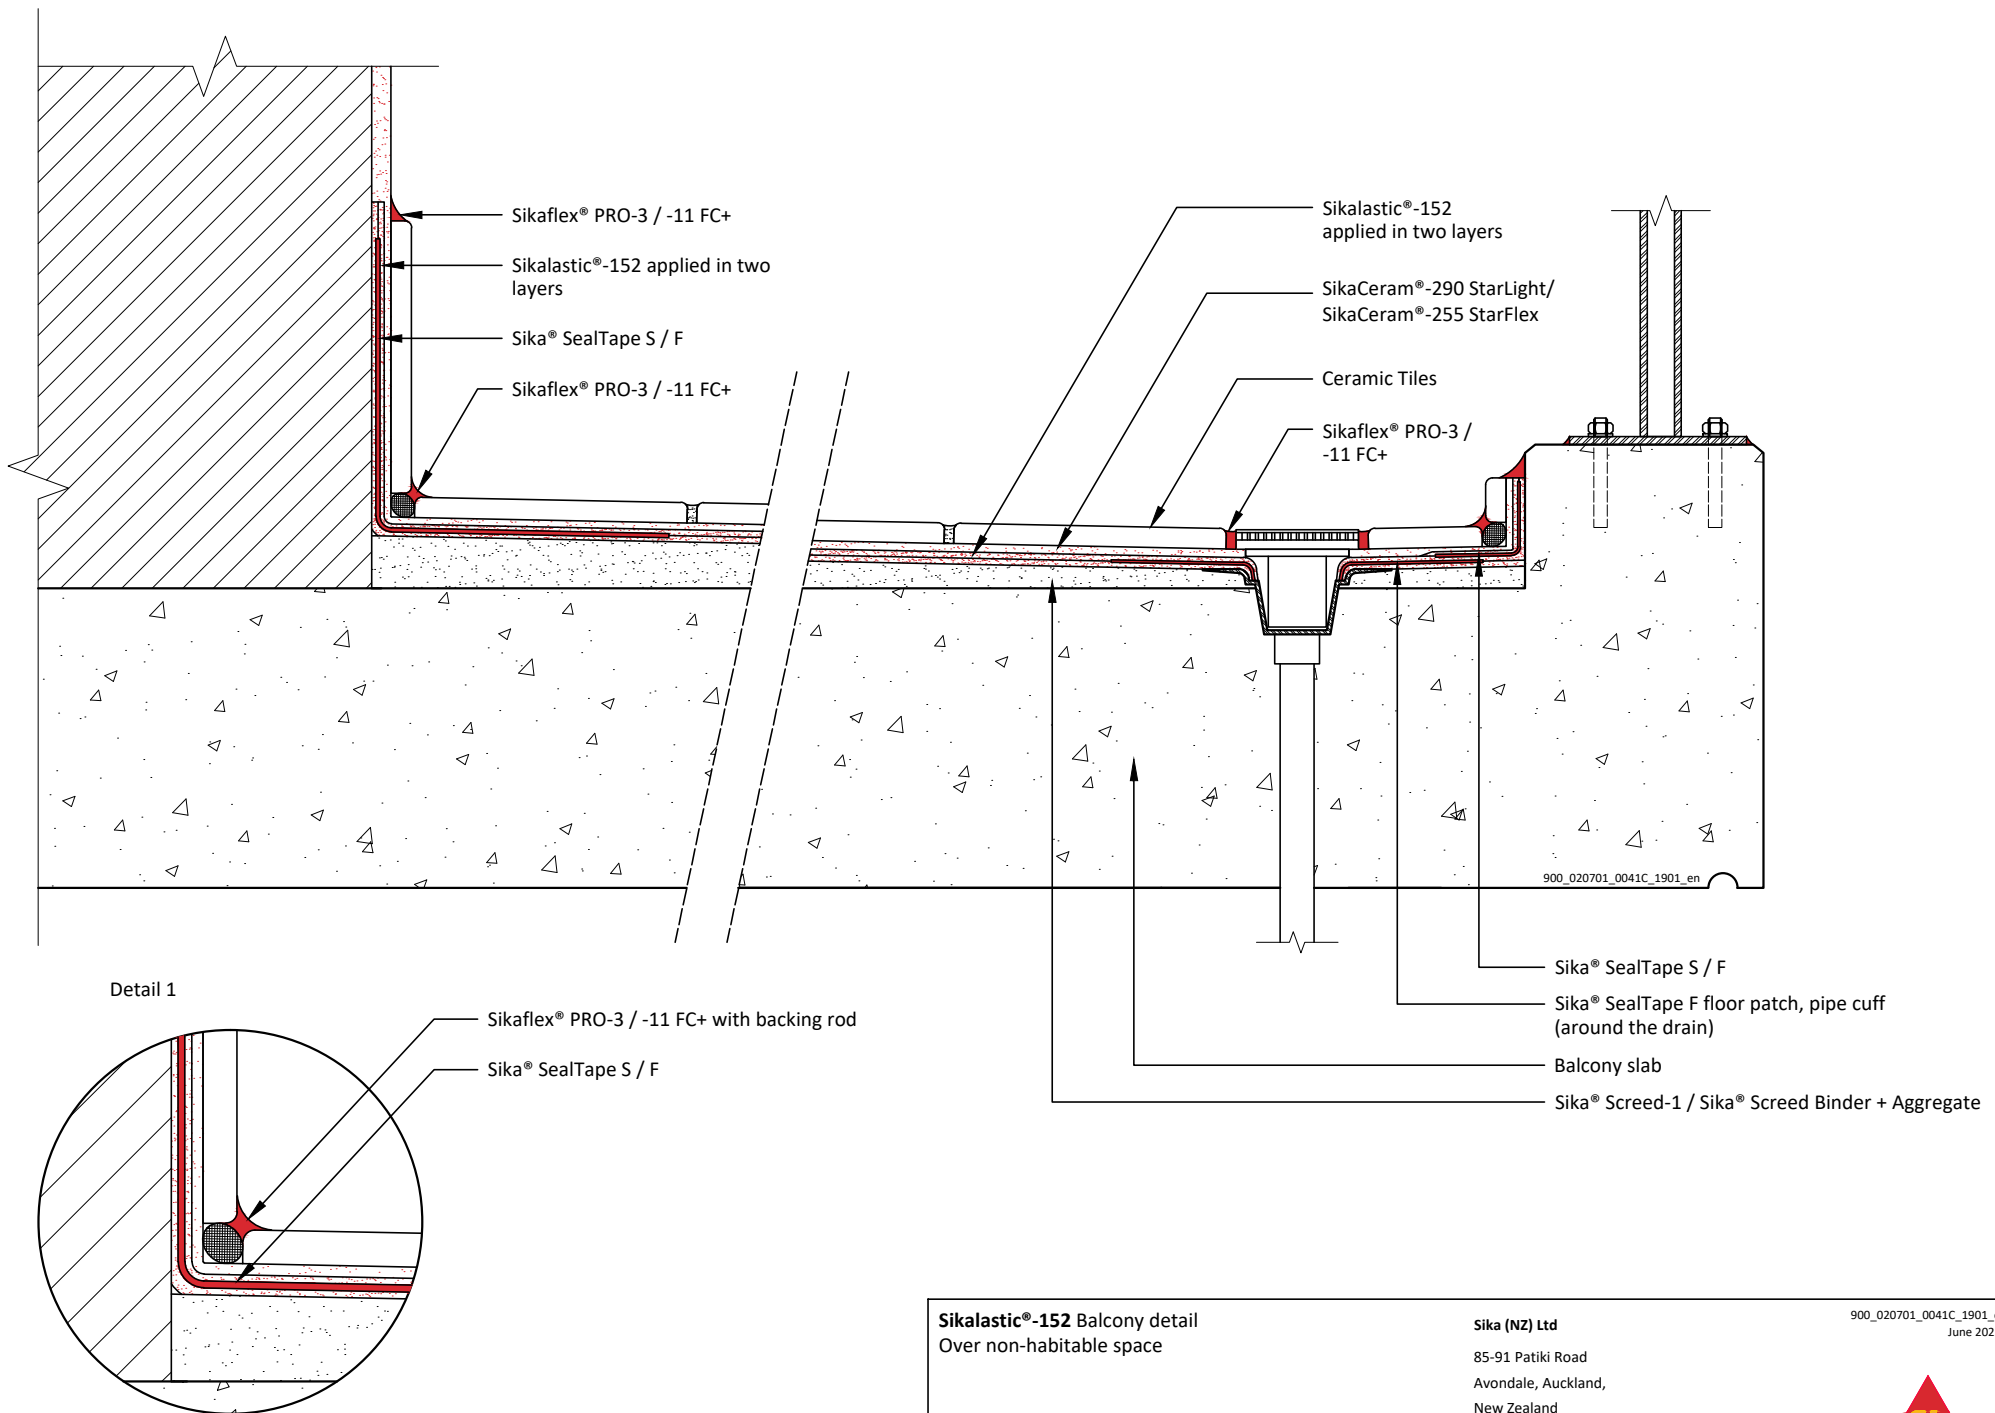 Sikaflex® PRO-3 / -11 FC+
Sikalastic®-152 applied in two
layers
Sika® SealTape S / F
Sikaflex® PRO-3 / -11 FC+
Sikalastic®-152
applied in two layers
SikaCeram®-290 StarLight/
SikaCeram®-255 StarFlex
Ceramic Tiles
Sikaflex® PRO-3 /
-11 FC+
900_020701_0041C_1901_en
Sika® SealTape S / F
Sika® SealTape F floor patch, pipe cuff
(around the drain)
Balcony slab
Sika® Screed-1 / Sika® Screed Binder + Aggregate
Detail 1
Sikaflex® PRO-3 / -11 FC+ with backing rod
Sika® SealTape S / F
Sikalastic®-152 Balcony detail
Over non-habitable space
Sika (NZ) Ltd
85-91 Patiki Road
Avondale, Auckland,
New Zealand
900_020701_0041C_1901_
June 202